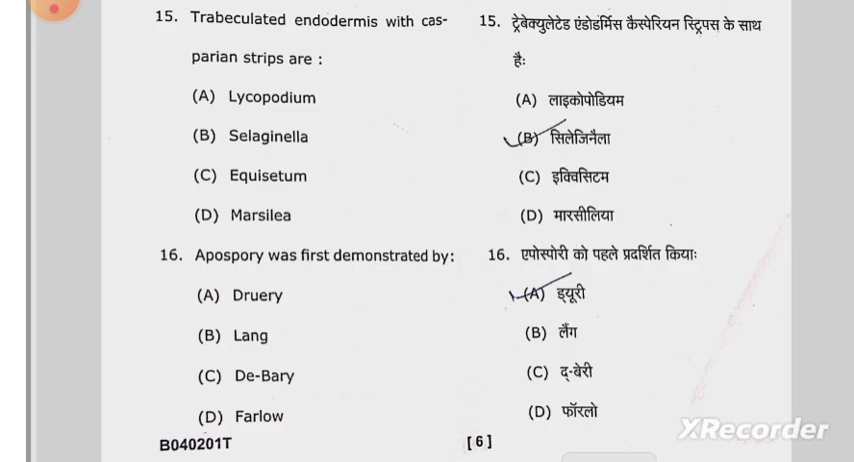 15. Trabeculated endodermis with cas-
parian strips are :
(A) Lycopodium
(B) Selaginella
(C) Equisetum
(D) Marsilea
16. Apospory was first demonstrated by:
(A) Druery
(B) Lang
(C) De-Bary
(D) Farlow
B040201T
15. ट्रेबेक्युलेटेड एंडोडर्मिस कैस्पेरियन स्ट्रिपस के साथ
हैः
(A) लाइकोपोडियम
(B) सिलेजिनैला
(C) इक्विसिटम
(D) मारसीलिया
16. एपोस्पोरी को पहले प्रदर्शित कियाः
(A) ड्यूरी
(B) लैंग
(C) द्-बेरी
(D) फॉरलो
[ 6 ]
XRecorder